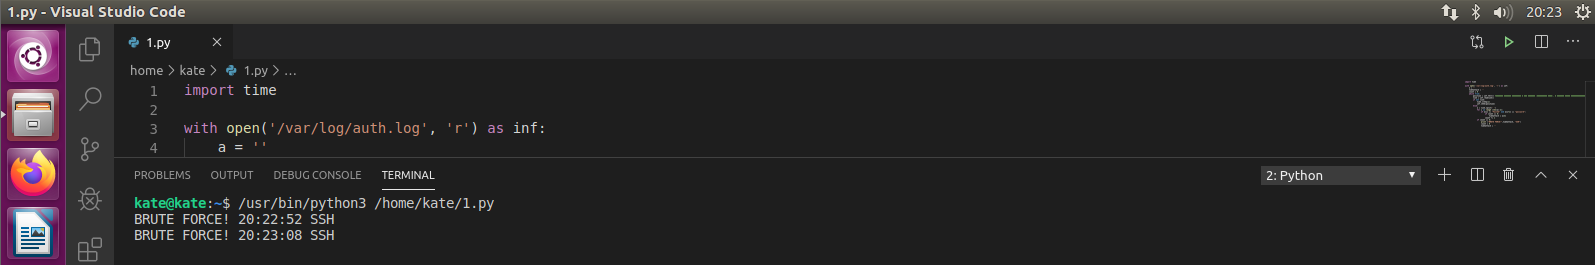 1.py - Visual Studio Code
20:23
1.py
home > kate > 1.py > ...
1 import time
2
3 with open('/var/log/auth.log', 'r') as inf:
4 a = ''
PROBLEMS OUTPUT DEBUG CONSOLE TERMINAL
2: Python
kate@kate:~$ /usr/bin/python3 /home/kate/1.py
BRUTE FORCE! 20:22:52 SSH
BRUTE FORCE! 20:23:08 SSH